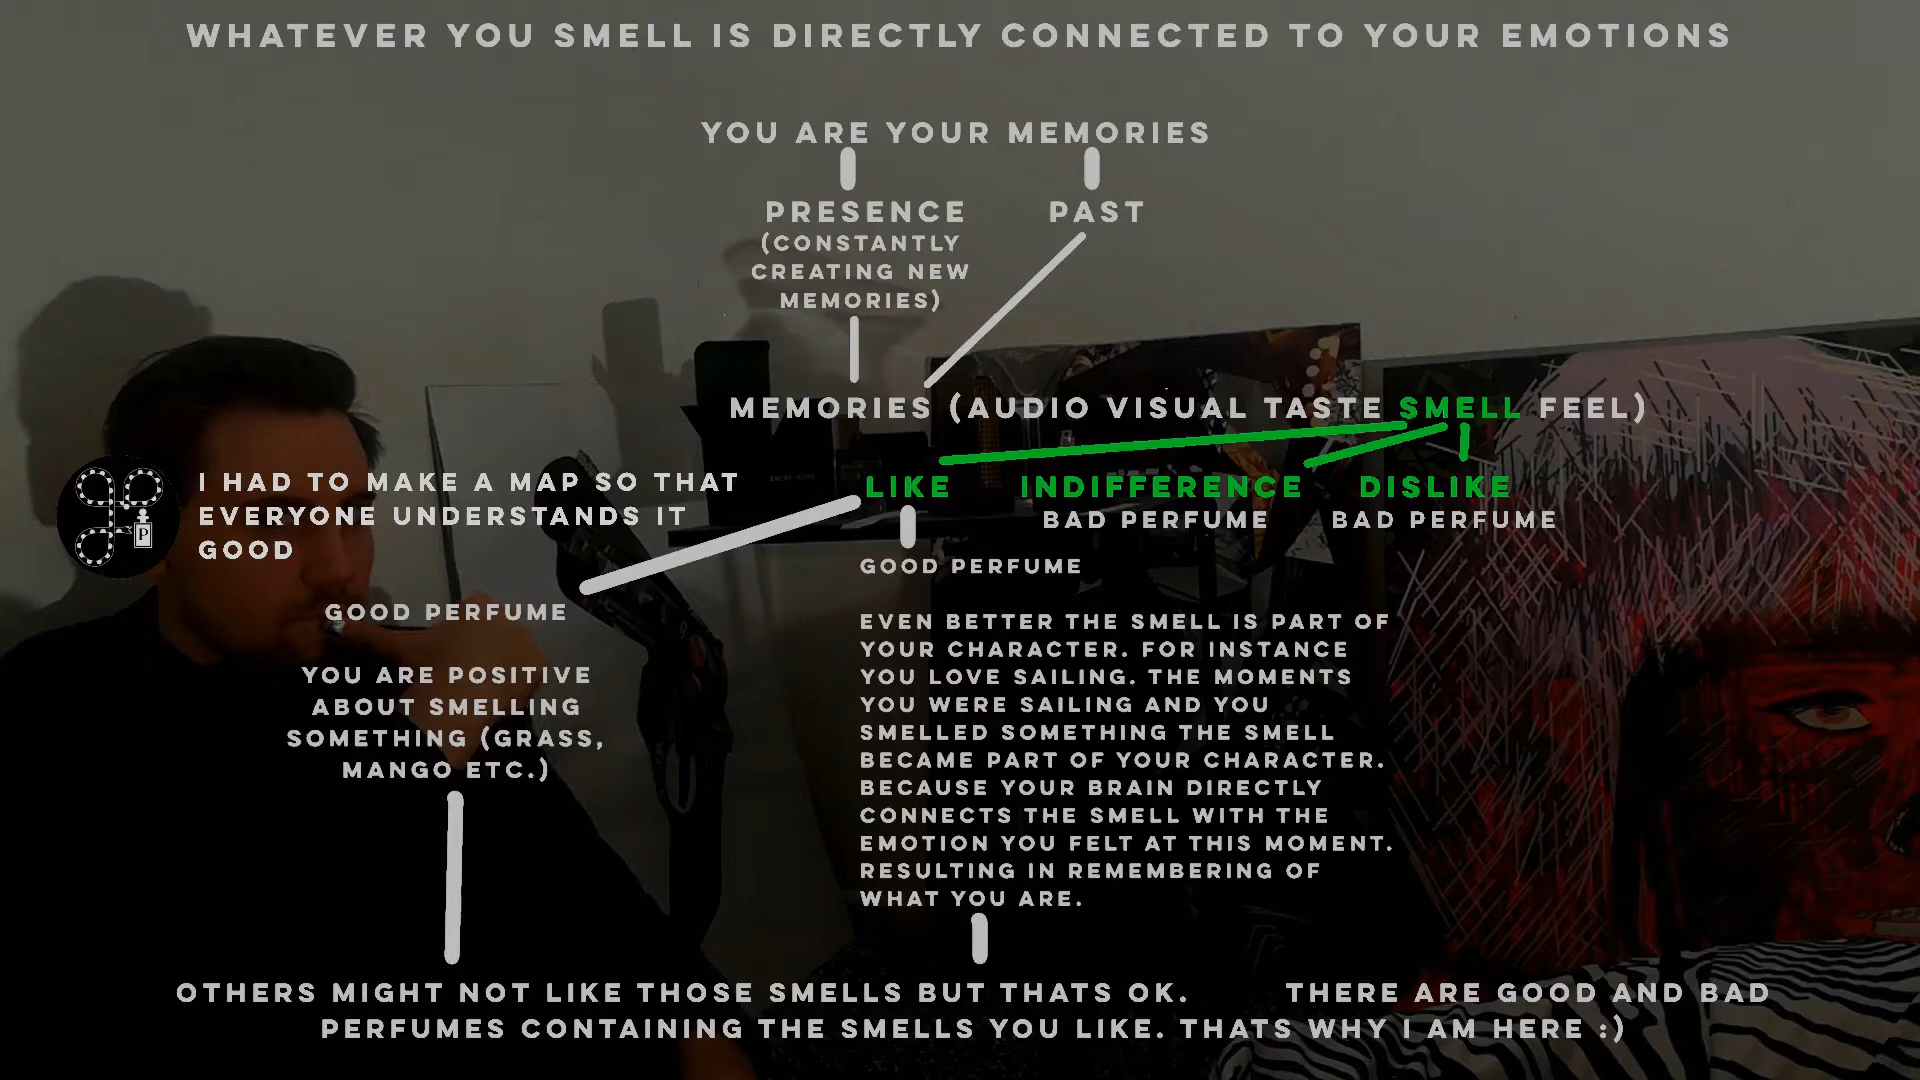 WHATEVER YOU SMELL IS DIRECTLY CONNECTED TO YOUR EMOTIONS
YOU ARE YOUR MEMORIES
PRESENCE
PAST
(CONSTANTLY
CREATING NEW
MEMORIES)
MEMORIES (AUDIO VISUAL TASTE SMELL FEEL)
I HAD TO MAKE A MAP SO THAT
EVERYONE UNDERSTANDS IT
GOOD
P
LIKE
INDIFFERENCE
DISLIKE
BAD PERFUME
BAD PERFUME
GOOD PERFUME
YOU ARE POSITIVE
ABOUT SMELLING
SOMETHING (GRASS,
MANGO ETC.)
GOOD PERFUME
EVEN BETTER THE SMELL IS PART OF
YOUR CHARACTER. FOR INSTANCE
YOU LOVE SAILING. THE MOMENTS
YOU WERE SAILING AND YOU
SMELLED SOMETHING THE SMELL
BECAME PART OF YOUR CHARACTER.
BECAUSE YOUR BRAIN DIRECTLY
CONNECTS THE SMELL WITH THE
EMOTION YOU FELT AT THIS MOMENT.
RESULTING IN REMEMBERING OF
WHAT YOU ARE.
OTHERS MIGHT NOT LIKE THOSE SMELLS BUT THATS OK. THERE ARE GOOD AND BAD
PERFUMES CONTAINING THE SMELLS YOU LIKE. THATS WHY I AM HERE :)